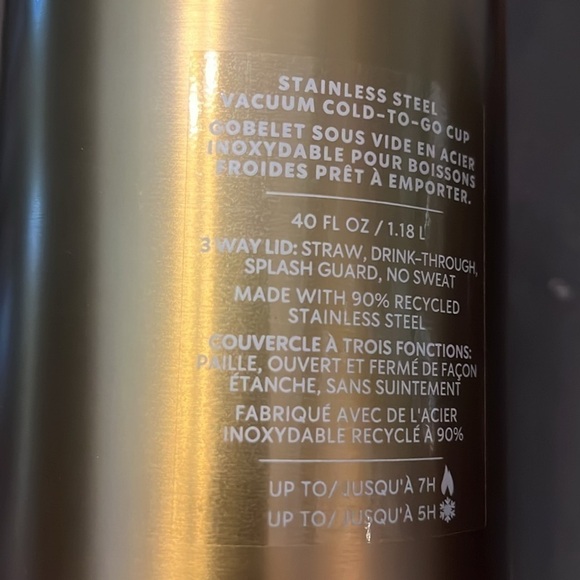 STAINLESS STEEL
VACUUM COLD-TO-GO CUP
GOBELET SOUS VIDE EN ACIER
INOXYDABLE POUR BOISSONS
FROIDES PRÊT À EMPORTER.
40 FL OZ / 1.18 L
3 WAY LID: STRAW, DRINK-THROUGH,
SPLASH GUARD, NO SWEAT
MADE WITH 90% RECYCLED
STAINLESS STEEL
COUVERCLE À TROIS FONCTIONS:
PAILLE, OUVERT ET FERMÉ DE FAÇON
ÉTANCHE, SANS SUINTEMENT
FABRIQUÉ AVEC DE L'ACIER
INOXYDABLE RECYCLÉ À 90%
UP TO/ JUSQU'À 7H
UP TO/ JUSQU'À 5H